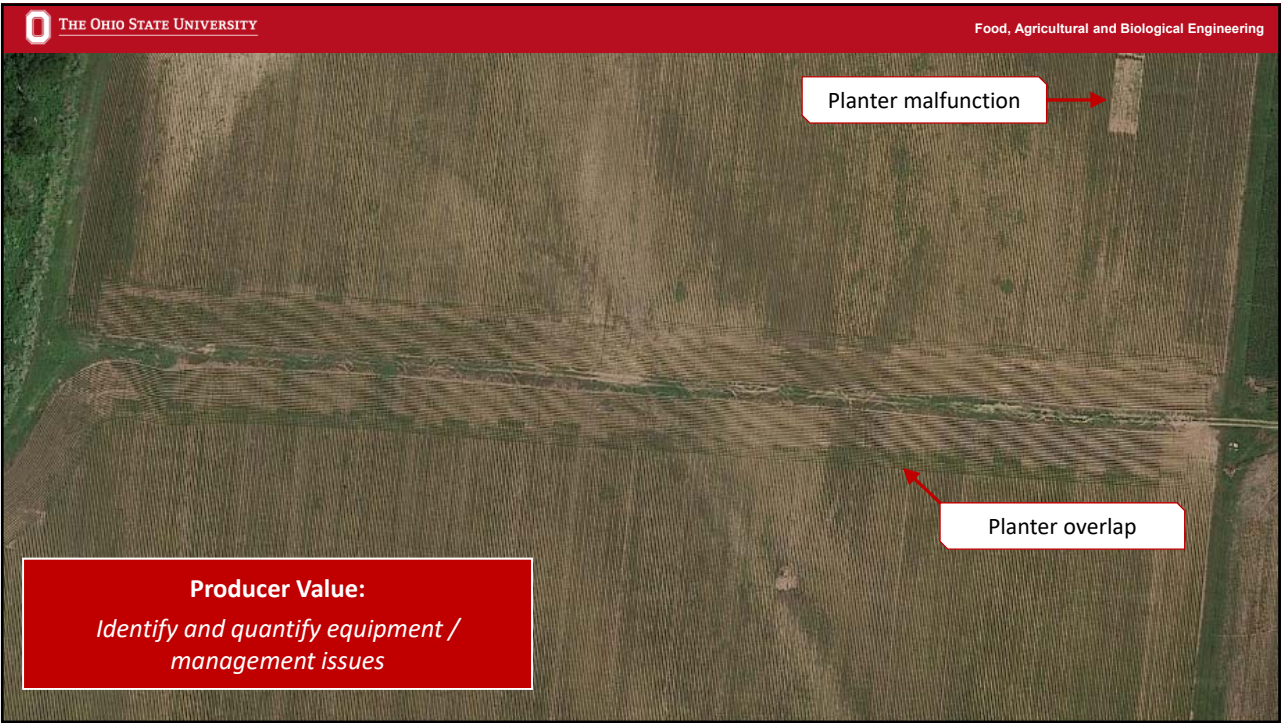 THE OHIO STATE UNIVERSITY
Food, Agricultural and Biological Engineering
Planter malfunction
Planter overlap
Producer Value:
Identify and quantify equipment /
management issues